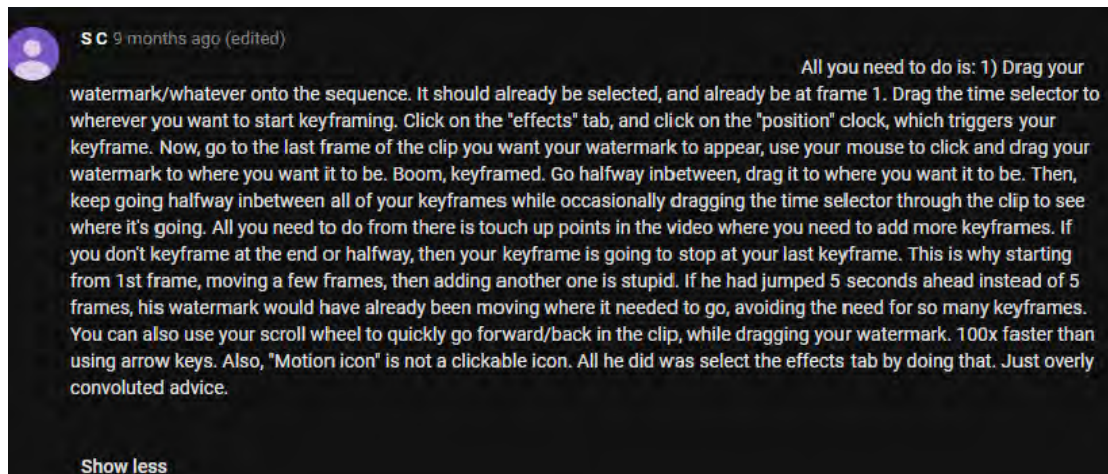 S C 9 months ago (edited)
All you need to do is: 1) Drag your
watermark/whatever onto the sequence. It should already be selected, and already be at frame 1. Drag the time selector to
wherever you want to start keyframing. Click on the "effects" tab, and click on the "position" clock, which triggers your
keyframe. Now, go to the last frame of the clip you want your watermark to appear, use your mouse to click and drag your
watermark to where you want it to be. Boom, keyframed. Go halfway inbetween, drag it to where you want it to be. Then,
keep going halfway inbetween all of your keyframes while occasionally dragging the time selector through the clip to see
where it's going. All you need to do from there is touch up points in the video where you need to add more keyframes. If
you don't keyframe at the end or halfway, then your keyframe is going to stop at your last keyframe. This is why starting
from 1st frame, moving a few frames, then adding another one is stupid. If he had jumped 5 seconds ahead instead of 5
frames, his watermark would have already been moving where it needed to go, avoiding the need for so many keyframes.
You can also use your scroll wheel to quickly go forward/back in the clip, while dragging your watermark. 100x faster than
using arrow keys. Also, "Motion icon" is not a clickable icon. All he did was select the effects tab by doing that. Just overly
convoluted advice.
Show less